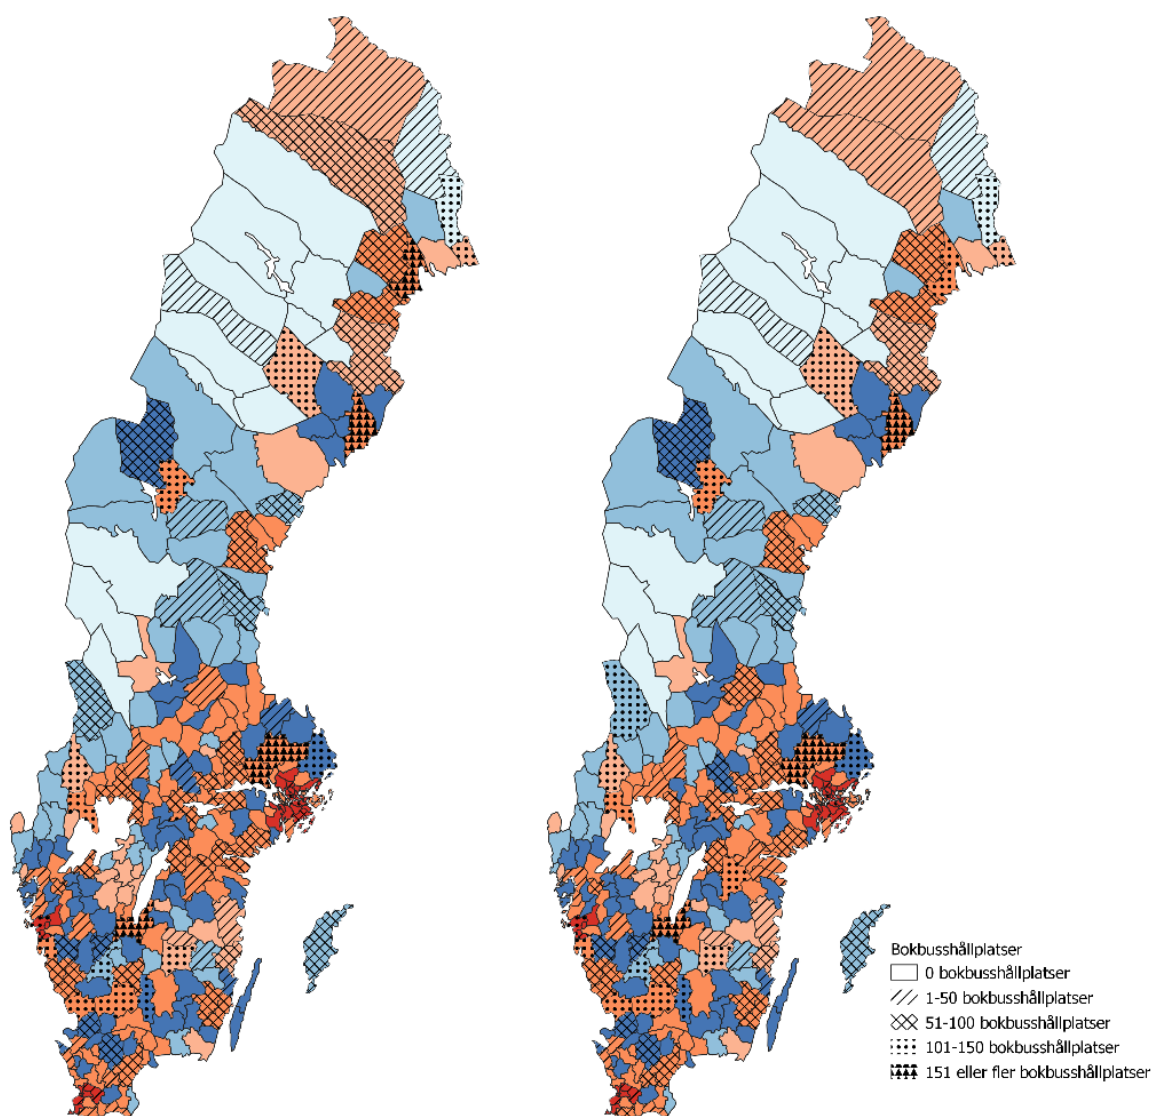 Bokbusshållplatser
0 bokbusshållplatser
1-50 bokbusshållplatser
51-100 bokbusshållplatser
101-150 bokbusshållplatser
151 eller fler bokbusshållplatser